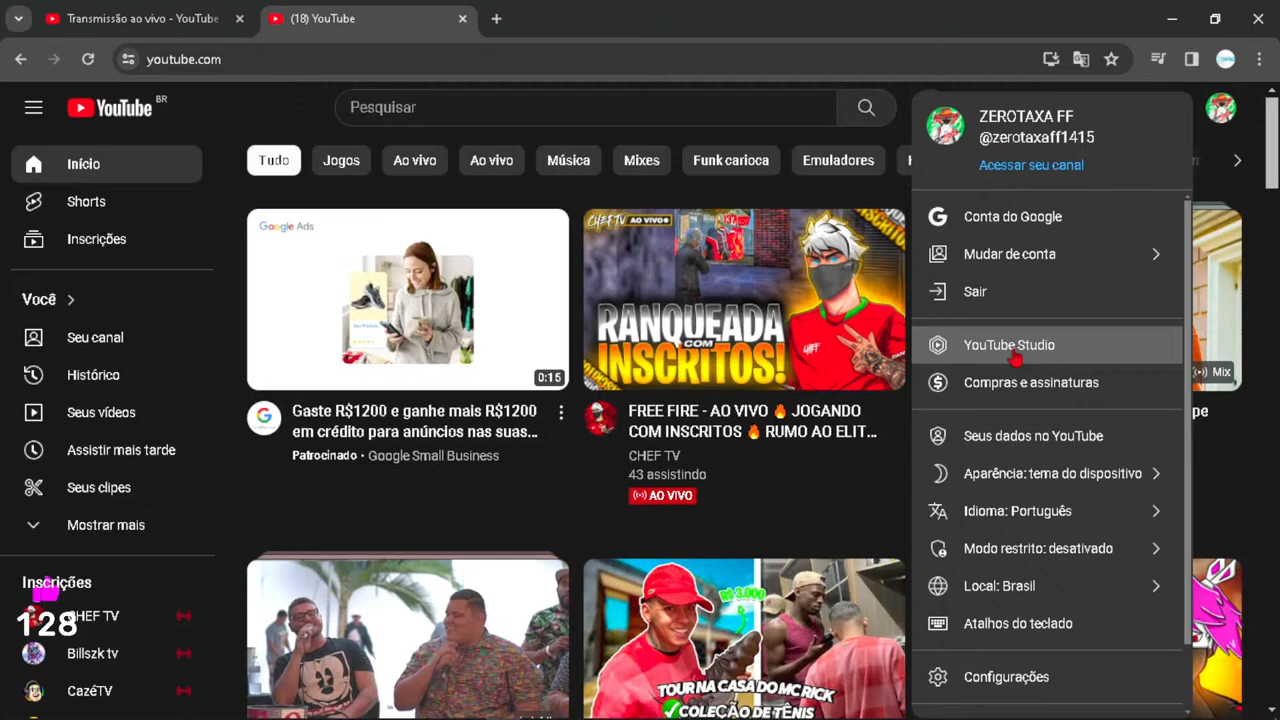 Transmissão ao vivo - YouTube
(18) YouTube
youtube.com
YouTube BR
Pesquisar
Tudo
Jogos
Ao vivo
Ao vivo
Música
Mixes
Funk carioca
Emuladores
Início
Shorts
Inscrições
Você
Seu canal
Histórico
Seus vídeos
Assistir mais tarde
Seus clipes
Mostrar mais
Inscrições
128
CHEF TV
Billszk tv
CazéTV
Google Ads
0:15
Gaste R$1200 e ganhe mais R$1200
em crédito para anúncios nas suas...
Patrocinado • Google Small Business
CHEFTV AO VIVO
RANQUEADA
COM
INSCRITOS!
FREE FIRE - AO VIVO 🔥 JOGANDO
COM INSCRITOS 🔥 RUMO AO ELIT...
CHEF TV
43 assistindo
AO VIVO
R$ 3.000
TOUR NA CASA DO MC RICK
COLEÇÃO DE TÊNIS
Mix
ZEROTAXA FF
@zerotaxaff1415
Acessar seu canal
Conta do Google
Mudar de conta
Sair
YouTube Studio
Compras e assinaturas
Seus dados no YouTube
Aparência: tema do dispositivo
Idioma: Português
Modo restrito: desativado
Local: Brasil
Atalhos do teclado
Configurações